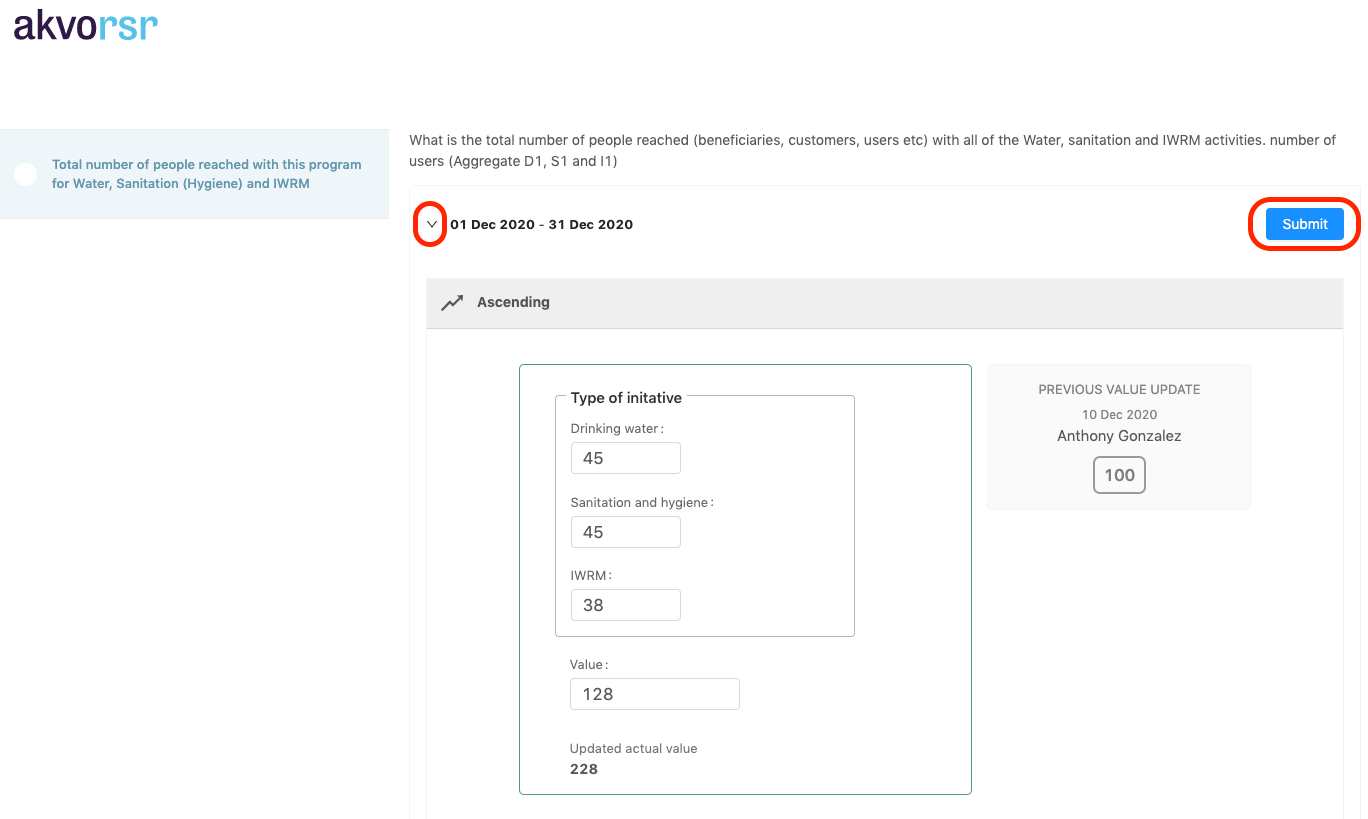 akvorsr
Total number of people reached with this program
for Water, Sanitation (Hygiene) and IWRM
What is the total number of people reached (beneficiaries, customers, users etc) with all of the Water, sanitation and IWRM activities. number of
users (Aggregate D1, S1 and I1)
01 Dec 2020 - 31 Dec 2020
Submit
Ascending
Type of initative
Drinking water:
45
Sanitation and hygiene:
45
IWRM:
38
Value:
128
Updated actual value
228
PREVIOUS VALUE UPDATE
10 Dec 2020
Anthony Gonzalez
100